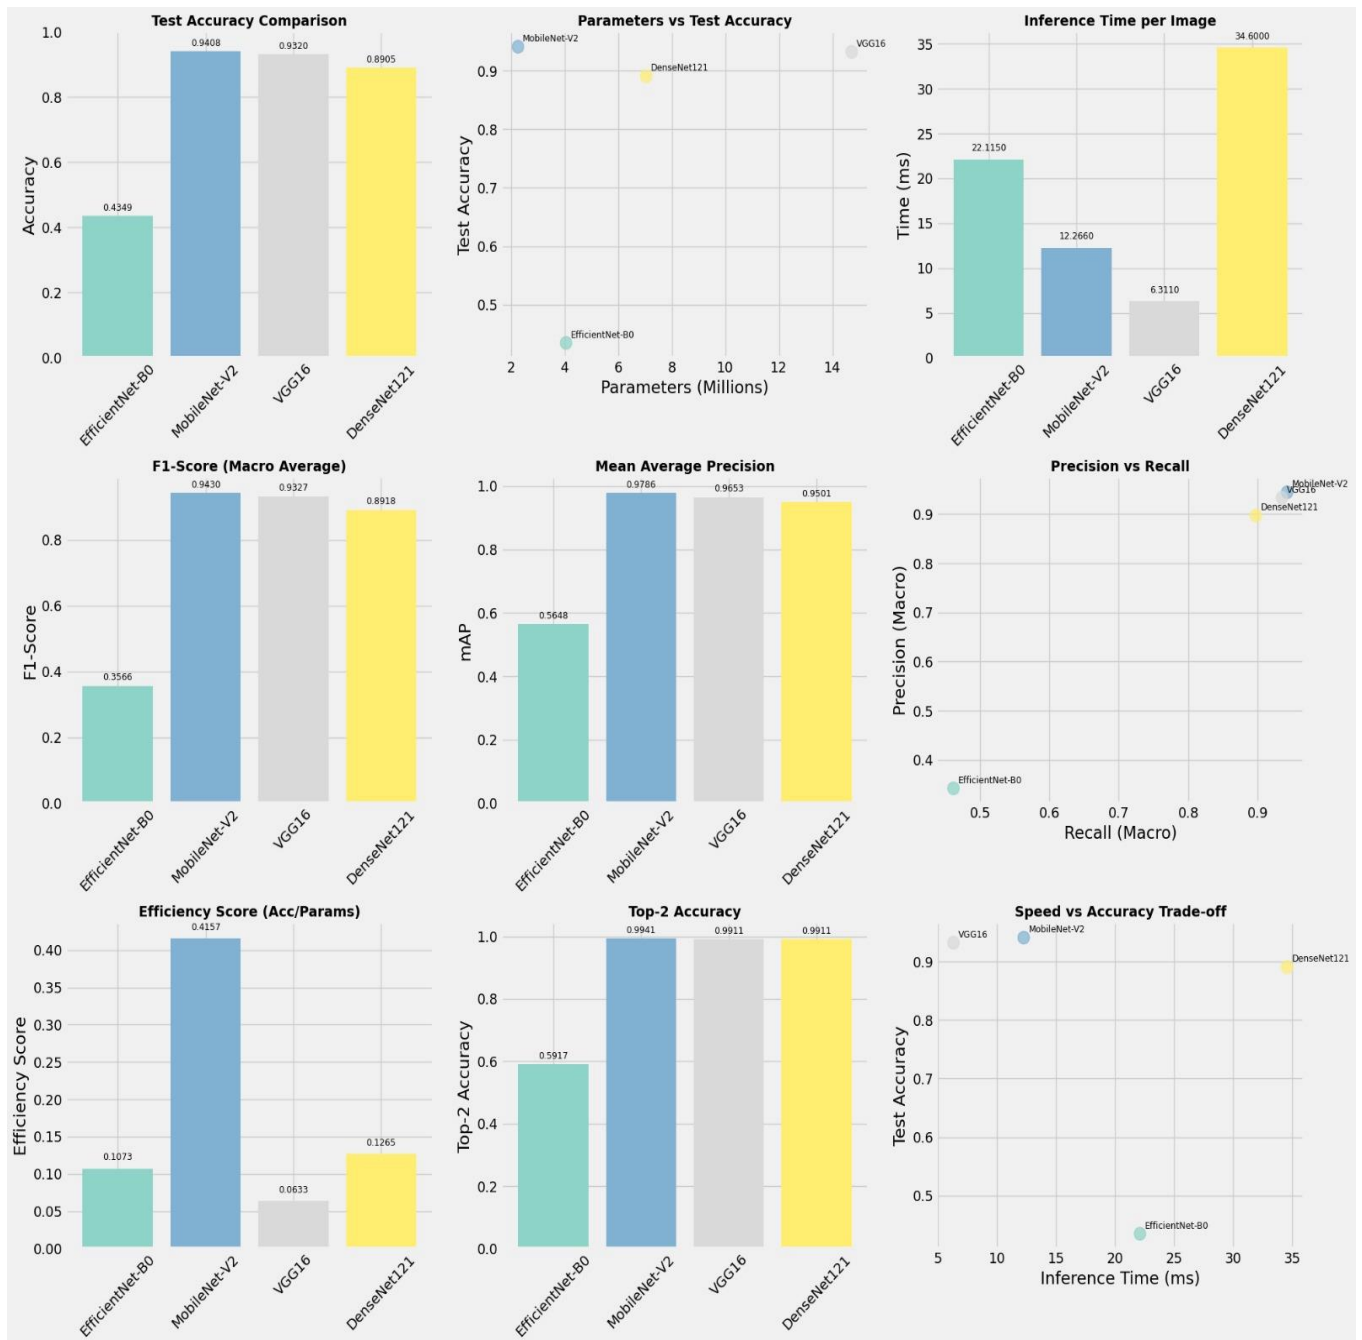 Test Accuracy Comparison
1.0
0.8
0.6
0.4
0.2
0.0
Accuracy
0.4349
0.9408
0.9320
0.8905
EfficientNet-B0
MobileNet-V2
VGG16
DenseNet121
Parameters vs Test Accuracy
0.9
0.8
0.7
0.6
0.5
Test Accuracy
MobileNet-V2
VGG16
DenseNet121
EfficientNet-B0
2 4 6 8 10 12 14
Parameters (Millions)
Inference Time per Image
35
30
25
20
15
10
5
0
Time (ms)
22.1150
12.2660
6.3110
34.6000
EfficientNet-B0
MobileNet-V2
VGG16
DenseNet121
F1-Score (Macro Average)
0.8
0.6
0.4
0.2
0.0
F1-Score
0.3566
0.9430
0.9327
0.8918
EfficientNet-B0
MobileNet-V2
VGG16
DenseNet121
Mean Average Precision
1.0
0.8
0.6
0.4
0.2
0.0
mAP
0.5648
0.9786
0.9653
0.9501
EfficientNet-B0
MobileNet-V2
VGG16
DenseNet121
Precision vs Recall
0.9
0.8
0.7
0.6
0.5
0.4
Precision (Macro)
MobileNet-V2
VGG16
DenseNet121
EfficientNet-B0
0.5 0.6 0.7 0.8 0.9
Recall (Macro)
Efficiency Score (Acc/Params)
0.40
0.35
0.30
0.25
0.20
0.15
0.10
0.05
0.00
Efficiency Score
0.1073
0.4157
0.0633
0.1265
EfficientNet-B0
MobileNet-V2
VGG16
DenseNet121
Top-2 Accuracy
1.0
0.8
0.6
0.4
0.2
0.0
Top-2 Accuracy
0.5917
0.9941
0.9911
0.9911
EfficientNet-B0
MobileNet-V2
VGG16
DenseNet121
Speed vs Accuracy Trade-off
0.9
0.8
0.7
0.6
0.5
Test Accuracy
VGG16
MobileNet-V2
DenseNet121
EfficientNet-B0
5 10 15 20 25 30 35
Inference Time (ms)